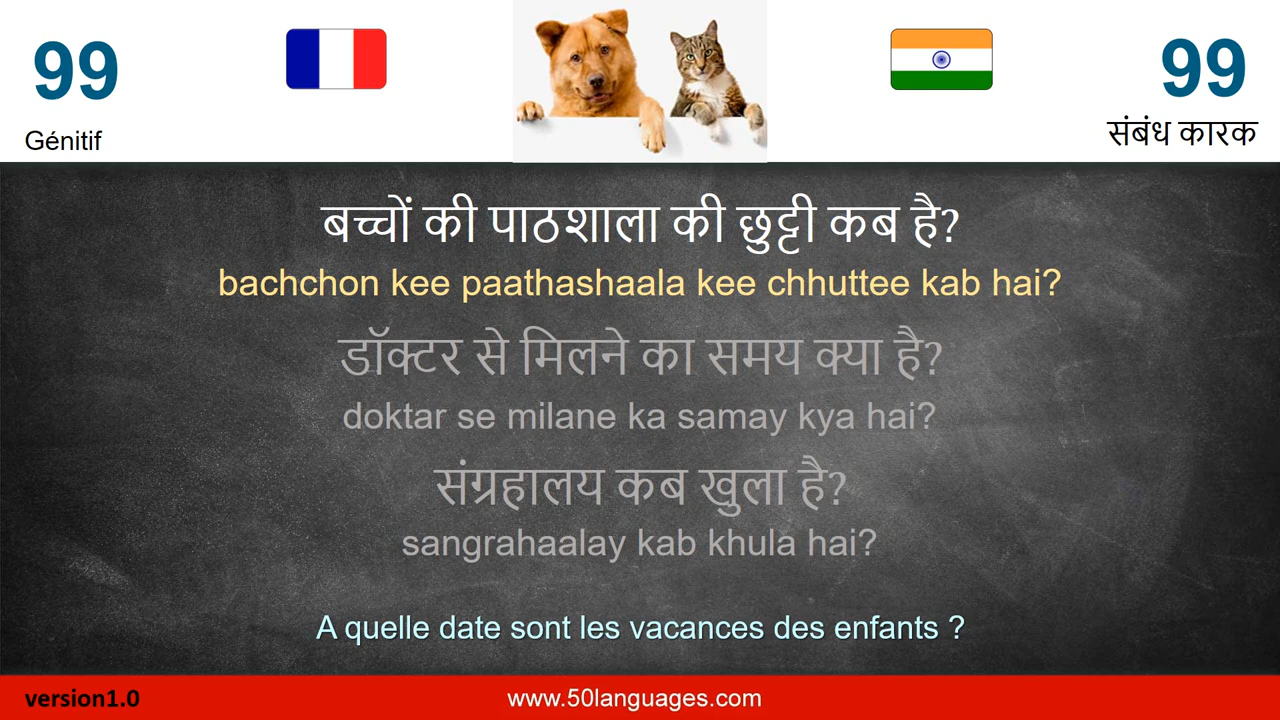 99
99
Génitif
संबंध कारक
बच्चों की पाठशाला की छुट्टी कब है?
bachchon kee paathashaala kee chhuttee kab hai?
डॉक्टर से मिलने का समय क्या है?
doktar se milane ka samay kya hai?
संग्रहालय कब खुला है?
sangrahaalay kab khula hai?
A quelle date sont les vacances des enfants ?
version1.0
www.50languages.com